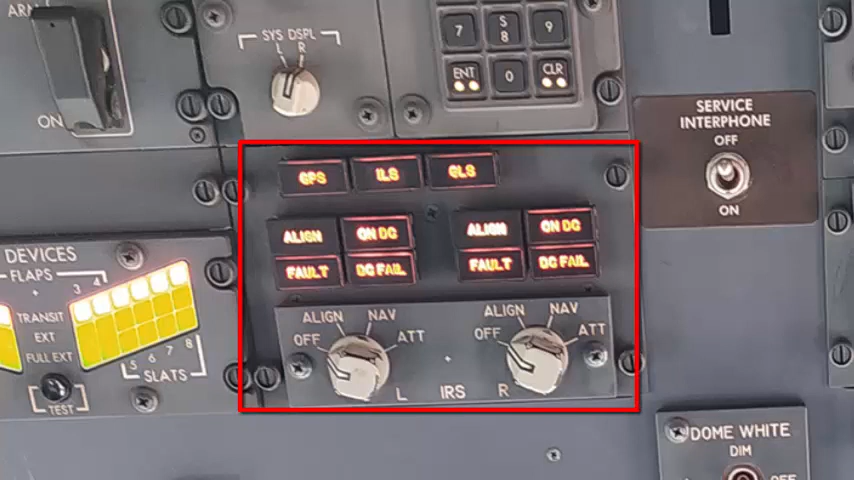 ARM
ON
SYS DSPL
L R
7 S 8 9
ENT 0 CLR
SERVICE
INTERPHONE
OFF
ON
GPS ILS GLS
ALIGN ON DC
FAULT DC FAIL
ALIGN ON DC
FAULT DC FAIL
ALIGN NAV
OFF ATT
ALIGN NAV
OFF ATT
L IRS R
DEVICES
FLAPS
3 4
TRANSIT
EXT
FULL EXT
5 6 7 8
SLATS
TEST
DOME WHITE
DIM
OFF